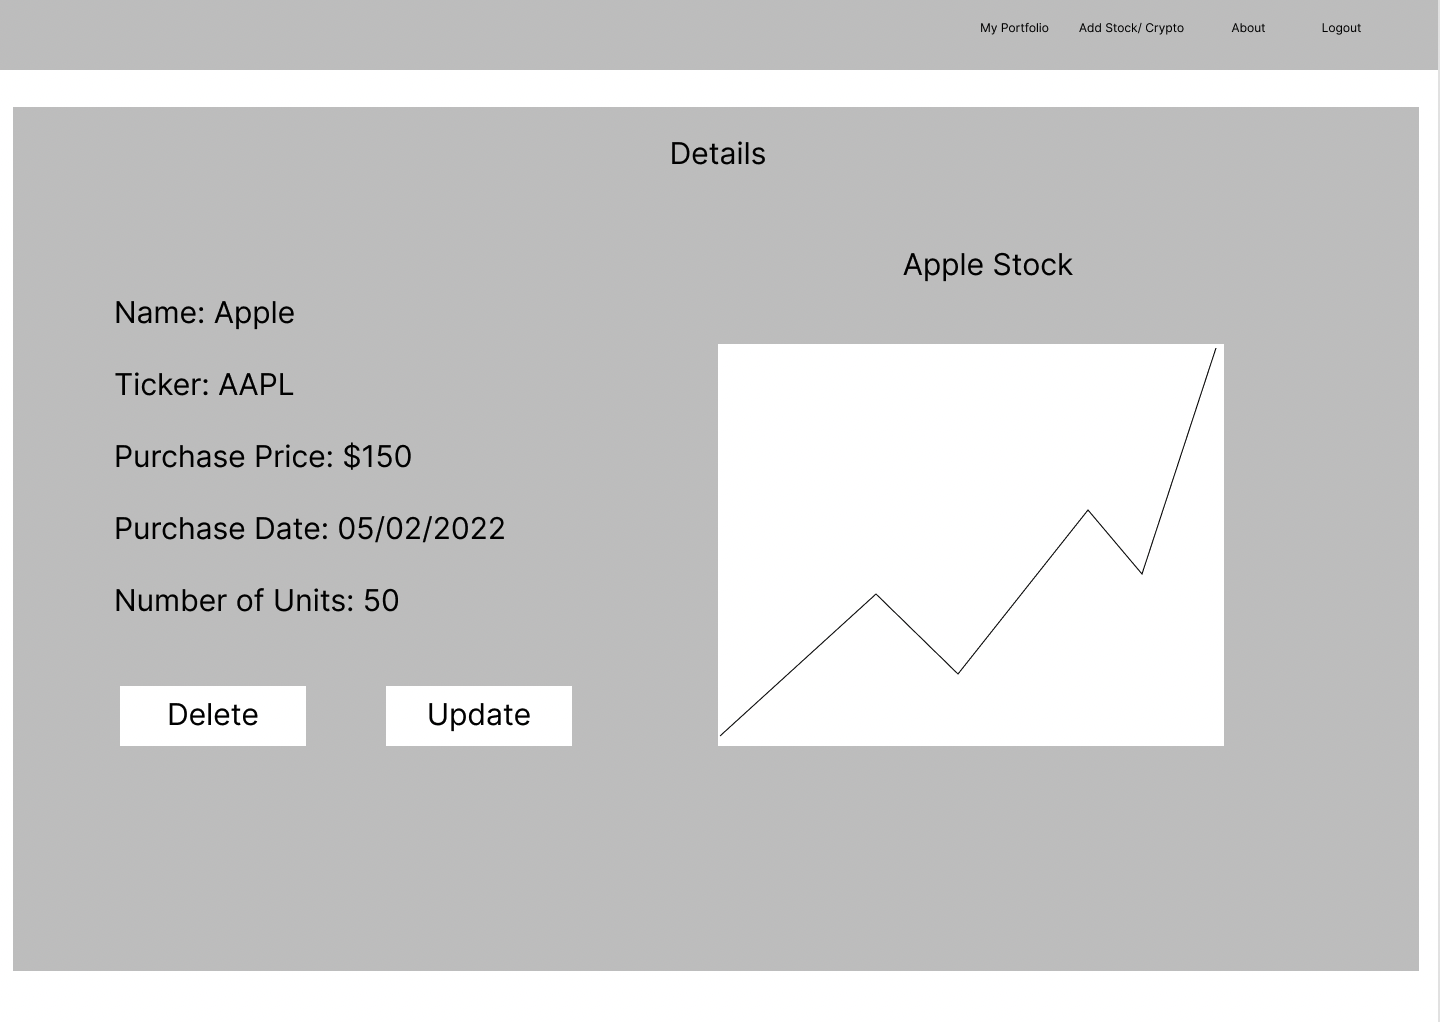 My Portfolio Add Stock/ Crypto About Logout
Details
Apple Stock
Name: Apple
Ticker: AAPL
Purchase Price: $150
Purchase Date: 05/02/2022
Number of Units: 50
Delete Update